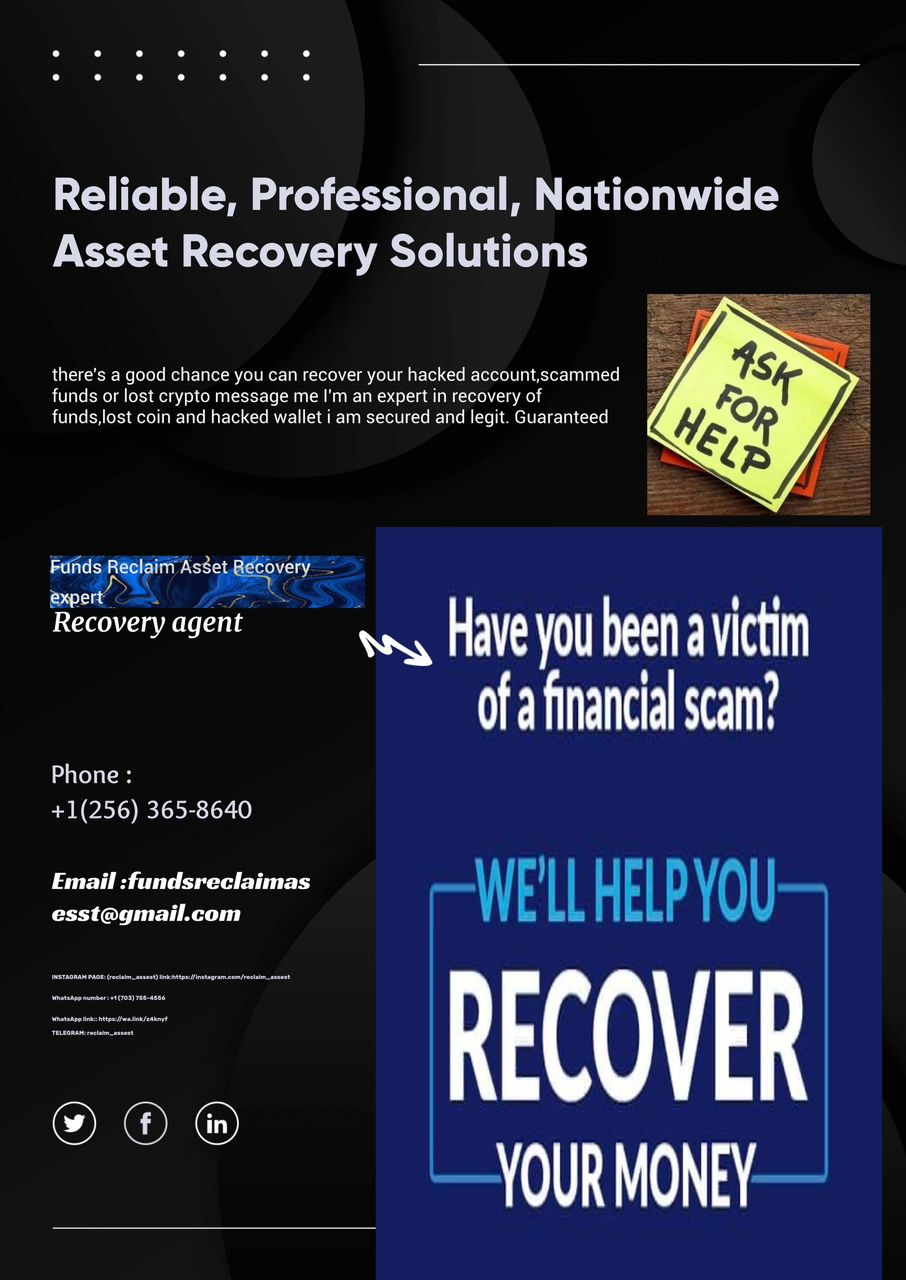 Reliable, Professional, Nationwide
Asset Recovery Solutions
there's a good chance you can recover your hacked account,scammed
funds or lost crypto message me I'm an expert in recovery of
funds,lost coin and hacked wallet i am secured and legit. Guaranteed
ASK
FOR
HELP
Funds Reclaim Asset Recovery
expert
Recovery agent
Have you been a victim
of a financial scam?
Phone :
+1(256) 365-8640
Email :fundsreclaimas
esst@gmail.com
INSTAGRAM PAGE: (reclaim_assest) link:https://instagram.com/reclaim_assest
WhatsApp number : +1 (703) 755-4556
WhatsApp link:: https://wa.link/z4knyf
TELEGRAM: reclaim_assest
WE'LL HELP YOU
RECOVER
YOUR MONEY